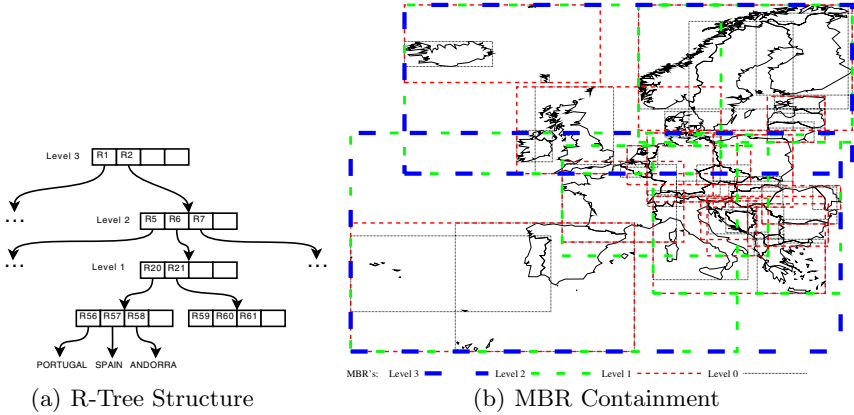 Level 3
R1 R2
...
Level 2
R5 R6 R7
...
Level 1
R20 R21
...
R56 R57 R58
R59 R60 R61
PORTUGAL SPAIN ANDORRA
MBR's: Level 3 Level 2 Level 1 Level 0
(a) R-Tree Structure
(b) MBR Containment